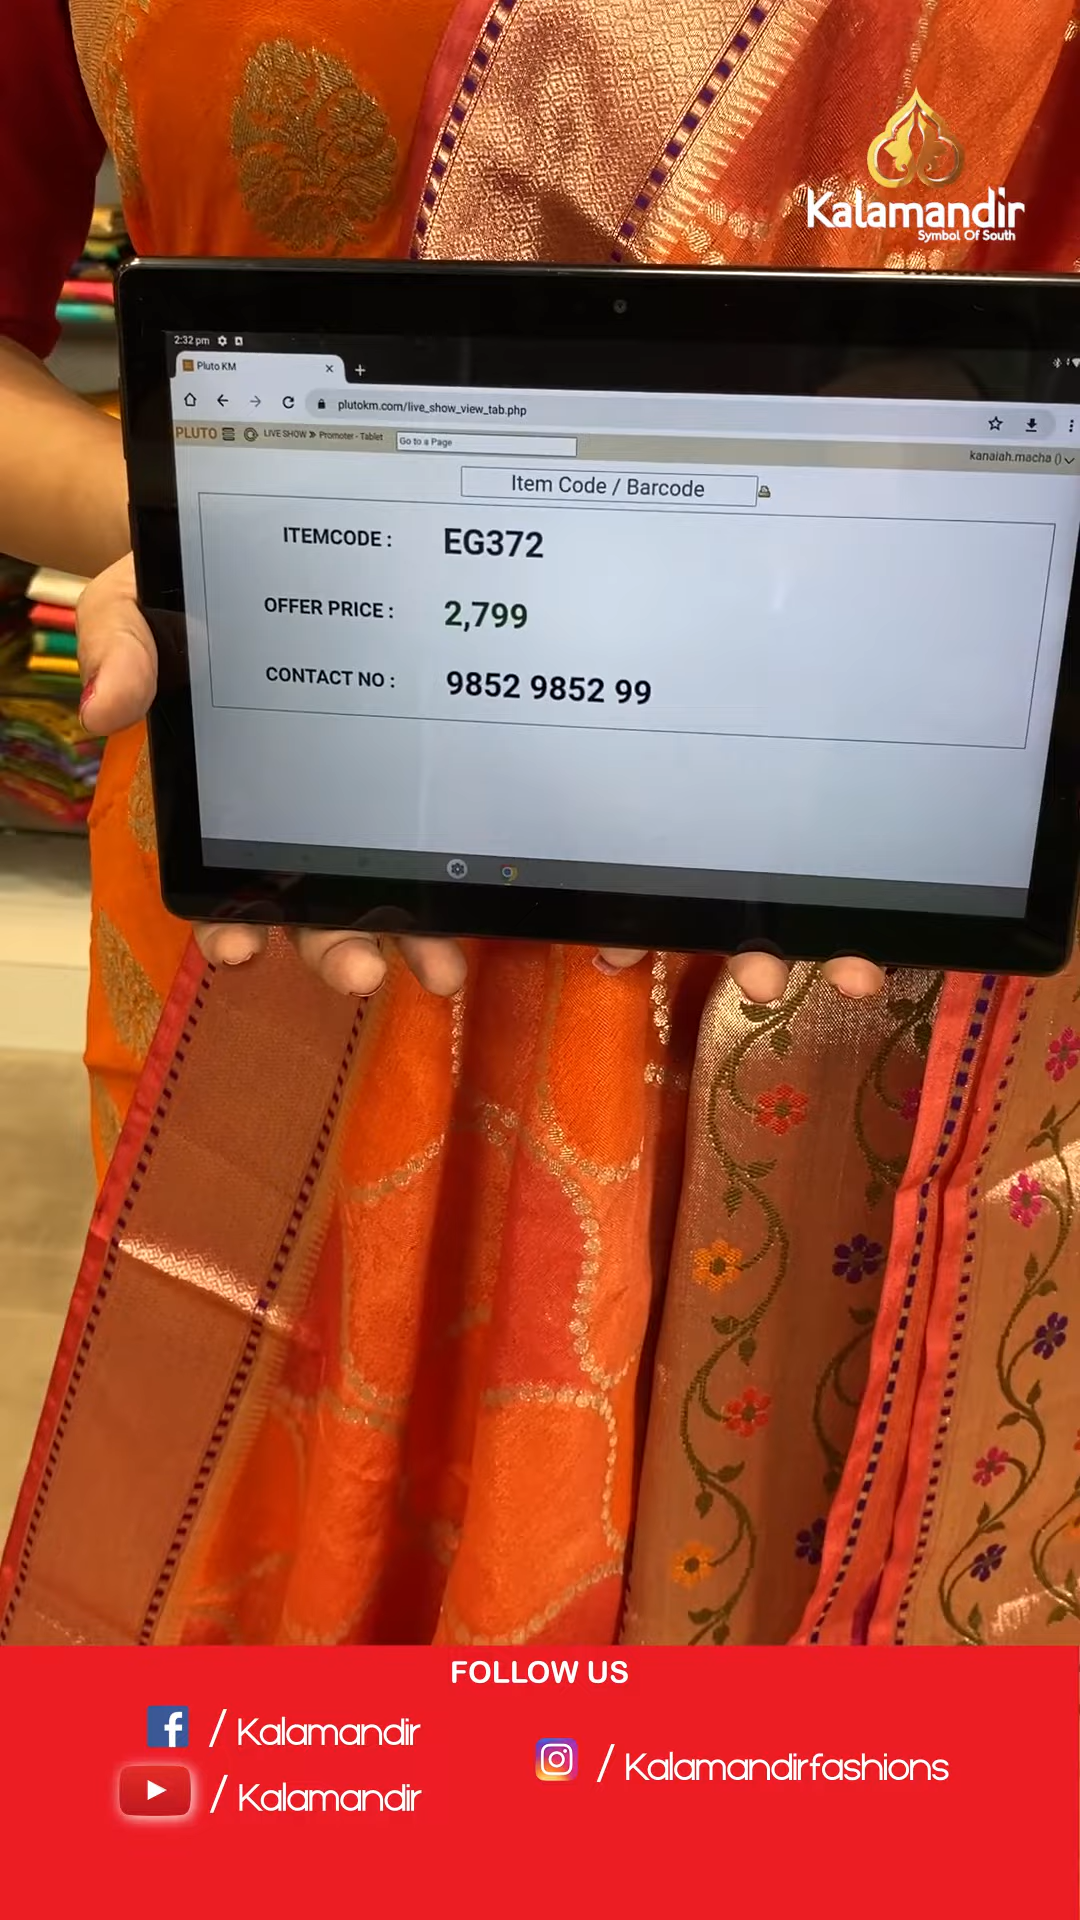 Kalamandir
Symbol Of South
2:32 pm
Pluto KM
plutokm.com/live_show_view_tab.php
PLUTO LIVE SHOW » Promoter - Tablet Go to a Page
kanaiah.macha ()
Item Code / Barcode
ITEMCODE : EG372
OFFER PRICE : 2,799
CONTACT NO : 9852 9852 99
FOLLOW US
/ Kalamandir
/ Kalamandirfashions
/ Kalamandir